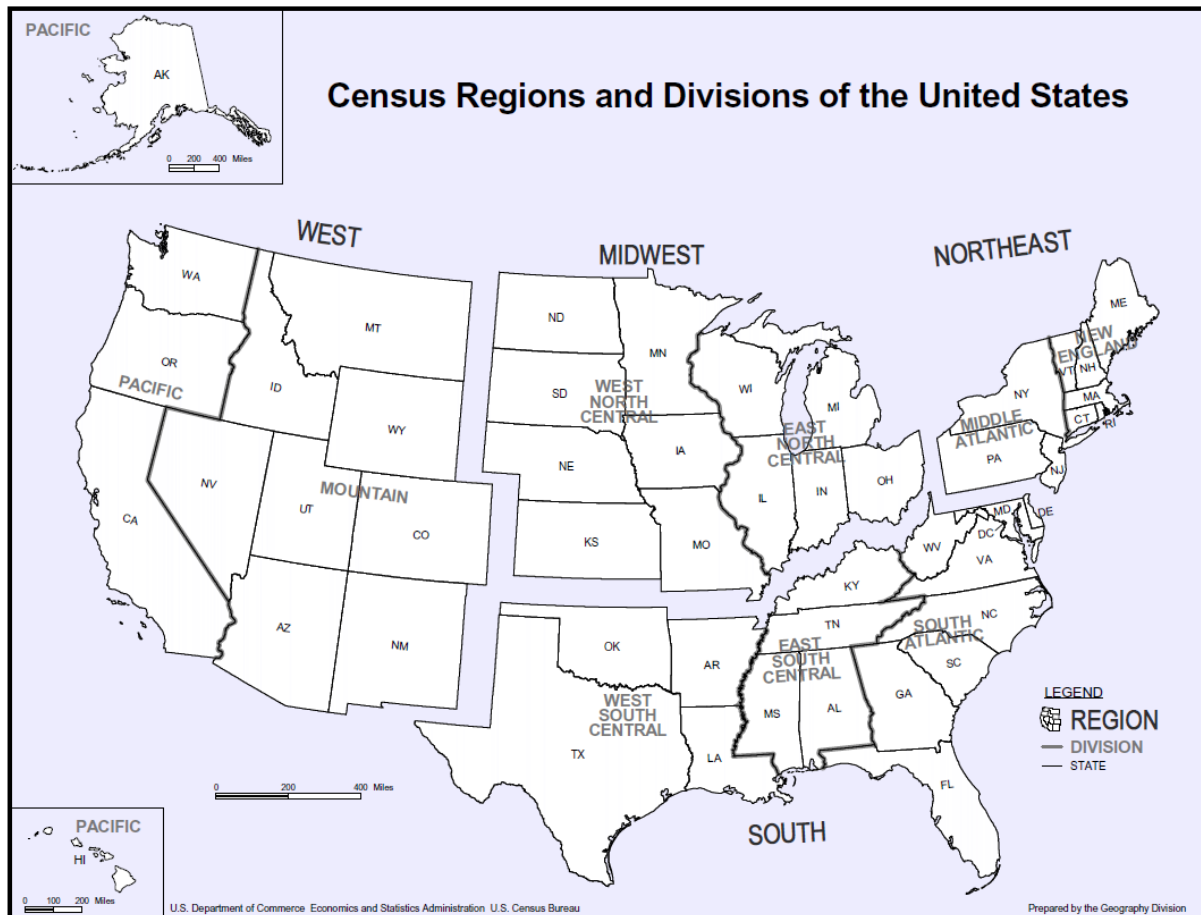 PACIFIC
AK
0 200 400 Miles
Census Regions and Divisions of the United States
WEST
MIDWEST
NORTHEAST
WA
MT
ND
MN
ME
OR
ID
SD
WI
MI
NY
VT
NH
NEW
ENGLAND
PACIFIC
WY
WEST
NORTH
CENTRAL
MA
CT
RI
MIDDLE
ATLANTIC
EAST
NORTH
CENTRAL
NV
UT
MOUNTAIN
NE
IA
PA
NJ
CA
CO
KS
MO
IL
IN
OH
MD
DE
DC
WV
VA
KY
AZ
NM
OK
AR
TN
NC
SOUTH
ATLANTIC
EAST
SOUTH
CENTRAL
SC
WEST
SOUTH
CENTRAL
TX
LA
MS
AL
GA
FL
LEGEND
REGION
DIVISION
STATE
0 200 400 Miles
SOUTH
PACIFIC
HI
0 100 200 Miles
U.S. Department of Commerce Economics and Statistics Administration U.S. Census Bureau
Prepared by the Geography Division